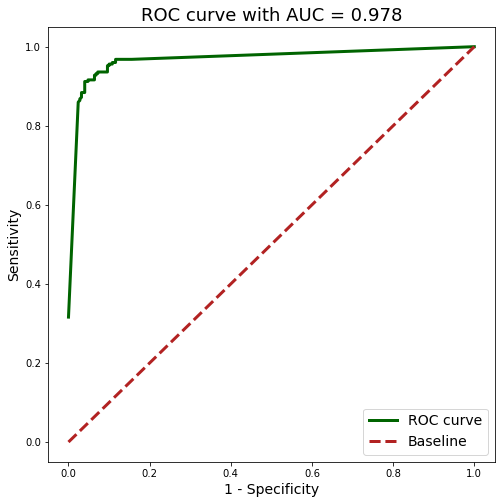 ROC curve with AUC = 0.978
1.0
0.8
0.6
0.4
0.2
0.0
Sensitivity
ROC curve
Baseline
0.0 0.2 0.4 0.6 0.8 1.0
1 - Specificity